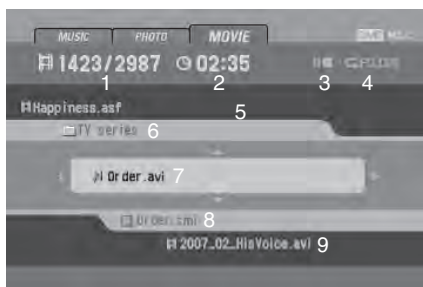 MUSIC PHOTO MOVIE
1423/2987 02:35
1 2 3 4
Happiness.asf 5
TV series 6
Order.avi 7
Order.smi 8
2007_02_HisVoice.avi 9